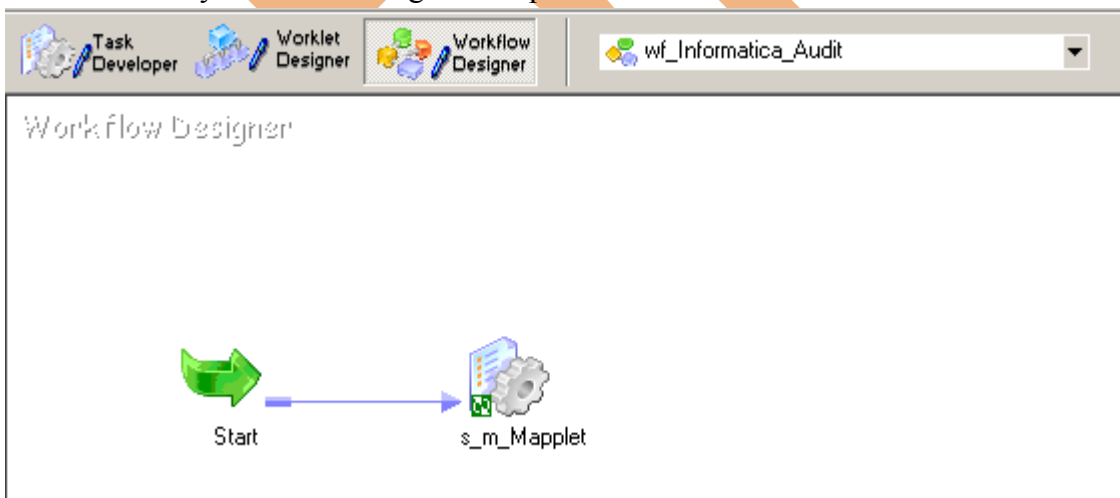 Task
Developer
Worklet
Designer
Workflow
Designer
wf_Informatica_Audit
Workflow Designer
Start
s_m_Mapplet